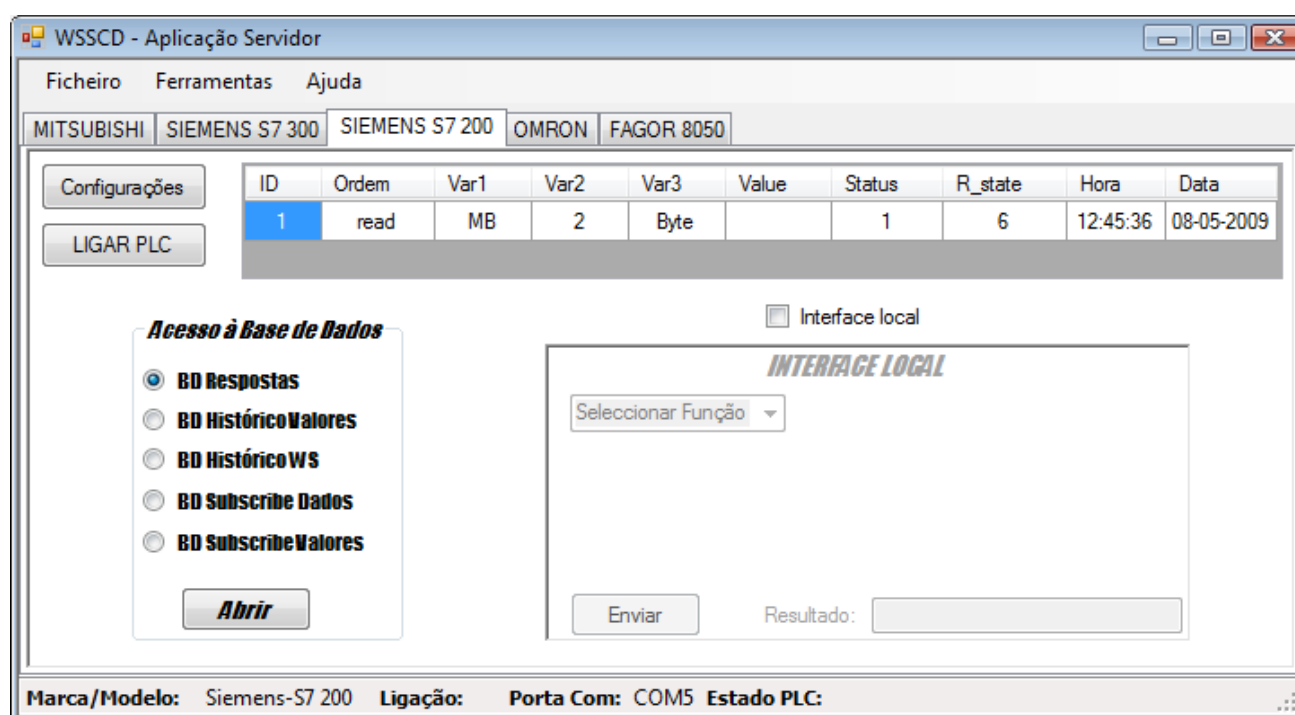 WSSCD - Aplicação Servidor
Ficheiro Ferramentas Ajuda
MITSUBISHI SIEMENS S7 300 SIEMENS S7 200 OMRON FAGOR 8050
Configurações
LIGAR PLC
ID Ordem Var1 Var2 Var3 Value Status R_state Hora Data
1 read MB 2 Byte 1 6 12:45:36 08-05-2009
Acesso à Base de Dados
BD Respostas
BD HistóricoValores
BD HistóricoWS
BD Subscribe Dados
BD SubscribeValores
Abrir
Interface local
INTERFACE LOCAL
Seleccionar Função
Enviar Resultado:
Marca/Modelo: Siemens-S7 200 Ligação: Porta Com: COM5 Estado PLC: